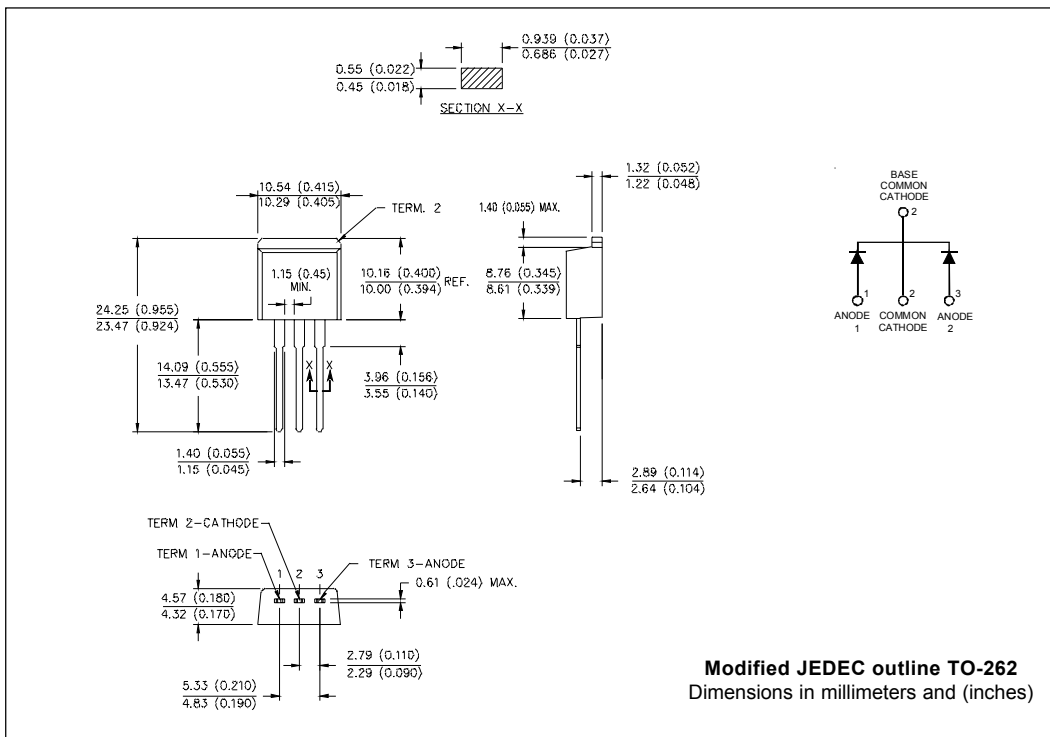 0.939 (0.037)
0.686 (0.027)
0.55 (0.022)
0.45 (0.018)
SECTION X-X
10.54 (0.415)
10.29 (0.405)
TERM. 2
1.15 (0.45)
MIN.
10.16 (0.400)
10.00 (0.394)
REF.
24.25 (0.955)
23.47 (0.924)
14.09 (0.555)
13.47 (0.530)
X X
3.96 (0.156)
3.55 (0.140)
1.40 (0.055)
1.15 (0.045)
1.32 (0.052)
1.22 (0.048)
1.40 (0.055) MAX.
8.76 (0.345)
8.61 (0.339)
2.89 (0.114)
2.64 (0.104)
BASE
COMMON
CATHODE
2
1 2 3
ANODE
1
COMMON
CATHODE
ANODE
2
TERM 2-CATHODE
TERM 1-ANODE
TERM 3-ANODE
1 2 3
0.61 (.024) MAX.
4.57 (0.180)
4.32 (0.170)
2.79 (0.110)
2.29 (0.090)
5.33 (0.210)
4.83 (0.190)
Modified JEDEC outline TO-262
Dimensions in millimeters and (inches)